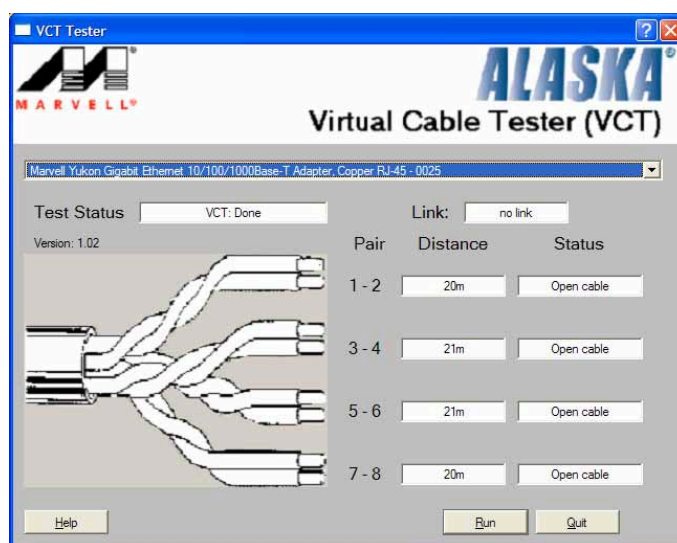 VCT Tester
MARVELL®
ALASKA®
Virtual Cable Tester (VCT)
Marvell Yukon Gigabit Ethernet 10/100/1000Base-T Adapter, Copper RJ-45 - 0025
Test Status VCT: Done Link: no link
Version: 1.02 Pair Distance Status
1 - 2 20m Open cable
3 - 4 21m Open cable
5 - 6 21m Open cable
7 - 8 20m Open cable
Help Run Quit